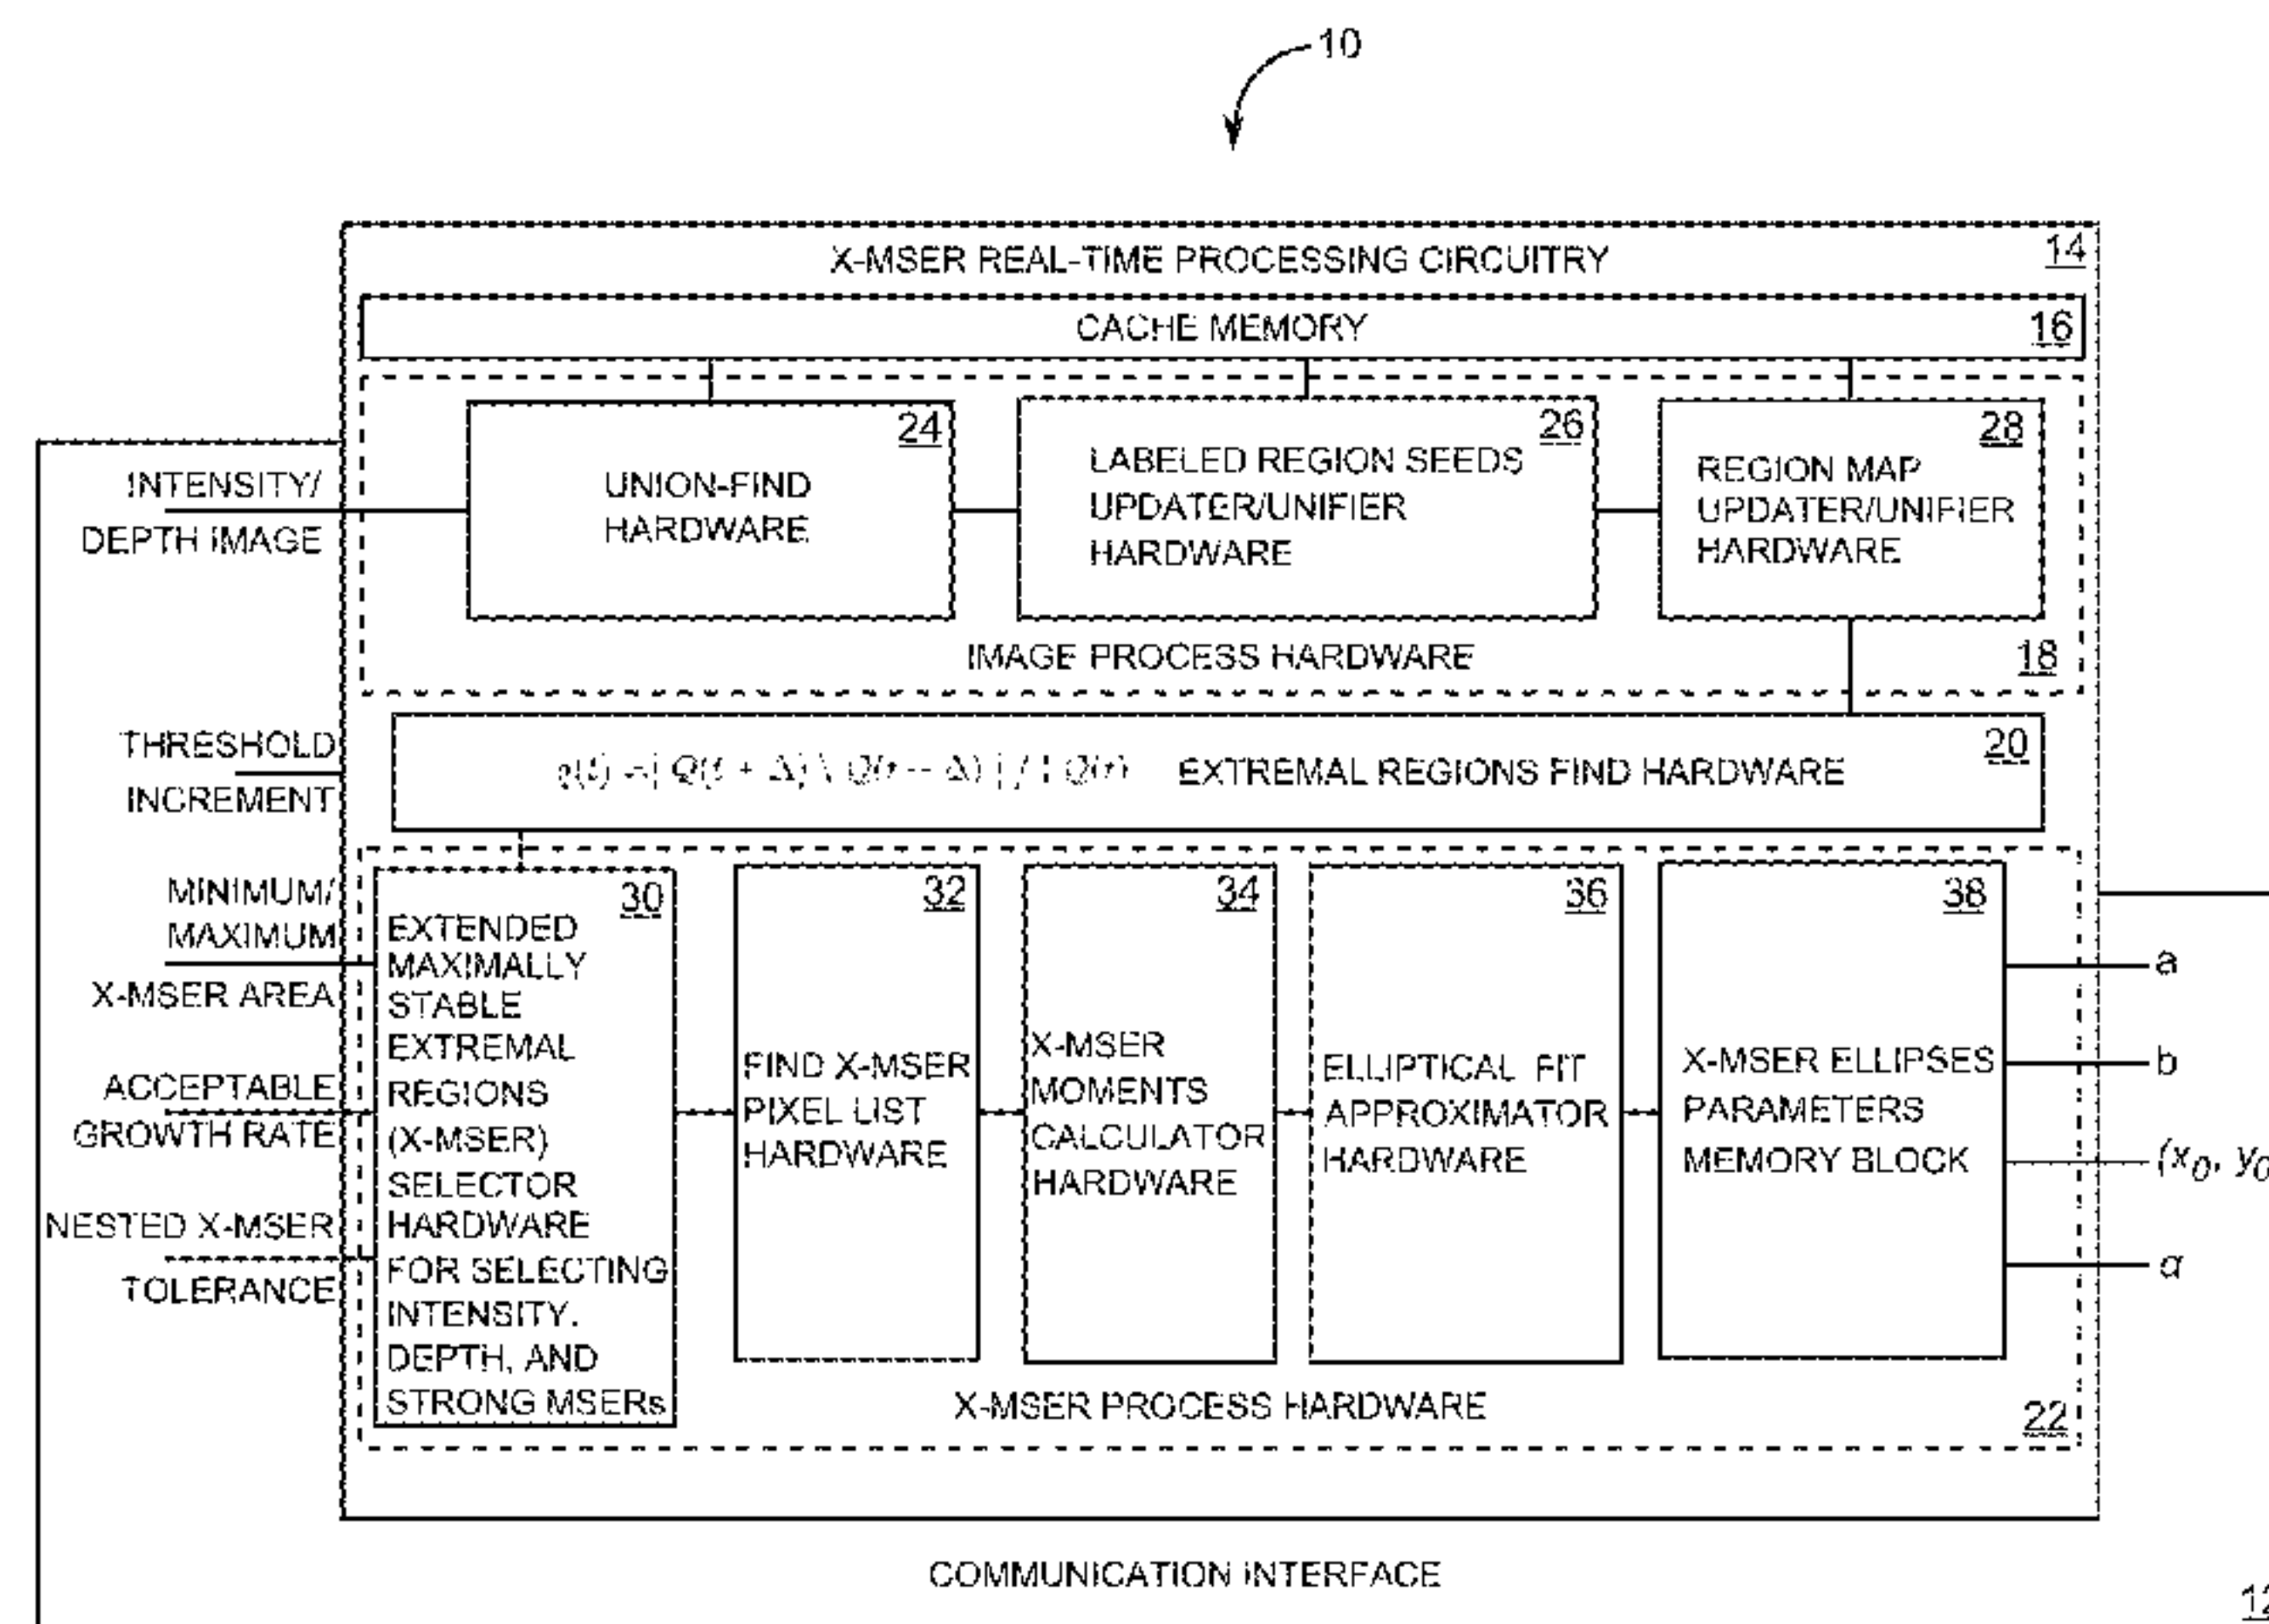 10
X-MSER REAL-TIME PROCESSING CIRCUITRY
14
CACHE MEMORY
16
INTENSITY/
DEPTH IMAGE
24
UNION-FIND
HARDWARE
26
LABELED REGION SEEDS
UPDATER/UNIFIER
HARDWARE
28
REGION MAP
UPDATER/UNIFIER
HARDWARE
IMAGE PROCESS HARDWARE
18
THRESHOLD
INCREMENT
Q(t + Δ) \ Q(t − Δ) | / | Q(t)
EXTREMAL REGIONS FIND HARDWARE
20
MINIMUM/
MAXIMUM
X-MSER AREA
ACCEPTABLE
GROWTH RATE
NESTED X-MSER
TOLERANCE
30
EXTENDED
MAXIMALLY
STABLE
EXTREMAL
REGIONS
(X-MSER)
SELECTOR
HARDWARE
FOR SELECTING
INTENSITY,
DEPTH, AND
STRONG MSERs
32
FIND X-MSER
PIXEL LIST
HARDWARE
34
X-MSER
MOMENTS
CALCULATOR
HARDWARE
36
ELLIPTICAL FIT
APPROXIMATOR
HARDWARE
38
X-MSER ELLIPSES
PARAMETERS
MEMORY BLOCK
a
b
(x0, y0
α
X-MSER PROCESS HARDWARE
22
COMMUNICATION INTERFACE
12